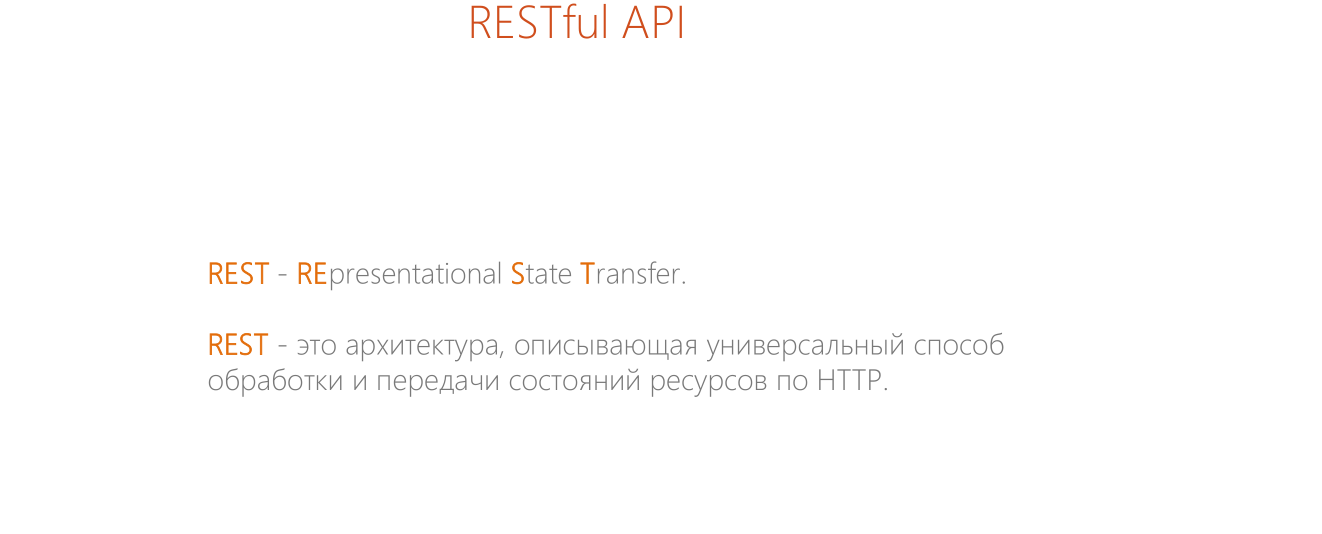 RESTful API
REST - REpresentational State Transfer.
REST - это архитектура, описывающая универсальный способ
обработки и передачи состояний ресурсов по HTTP.